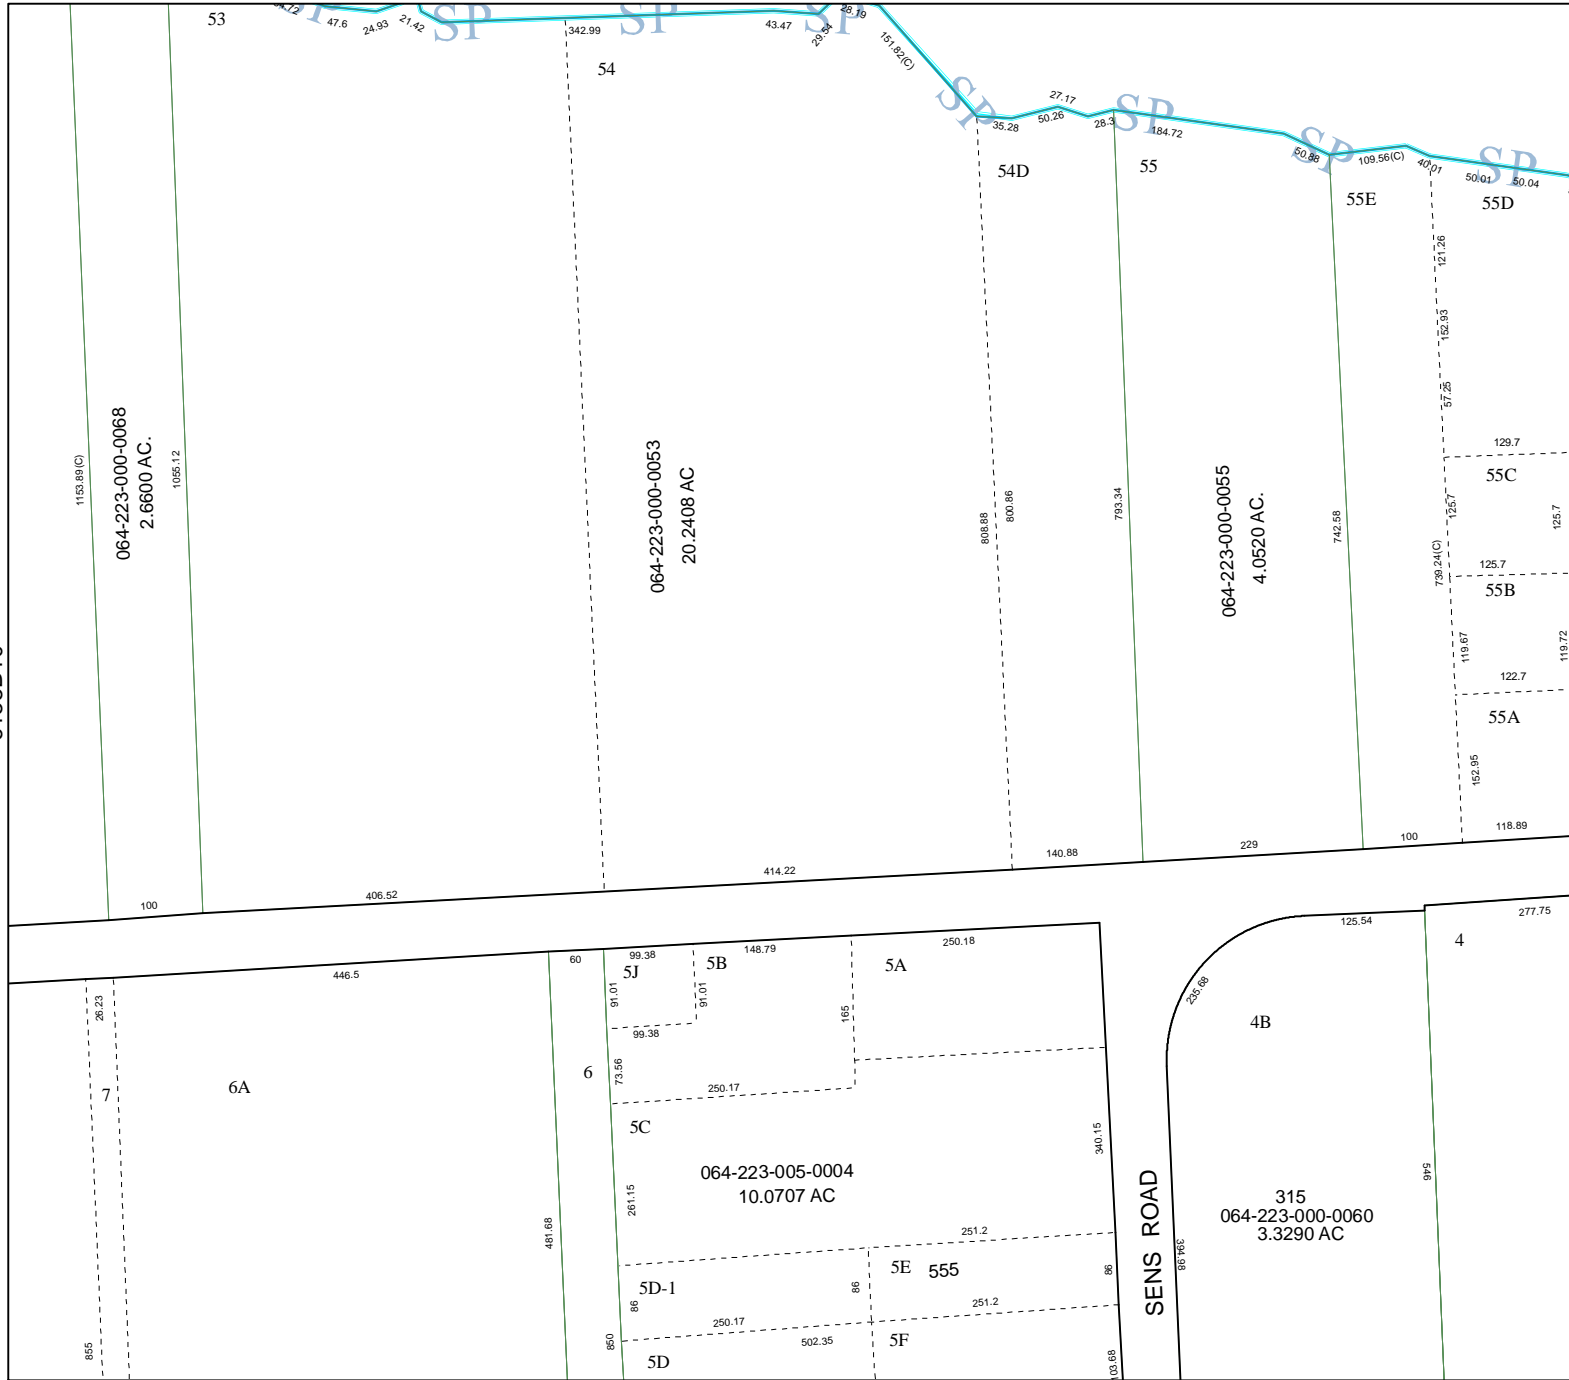 53
47.6
24.93
21.42
SP
342.99
SP
43.47
29.54
SP
28.19
151.82(C)
54
SP
35.28
50.26
27.17
28.3
SP
184.72
50.88
SP
109.56(C)
40.01
50.01
SP
50.04
54D
55
55E
55D
121.26
152.93
57.25
129.7
55C
125.7
125.7
739.24(C)
125.7
55B
119.67
119.72
122.7
55A
152.95
118.89
1153.89(C)
064-223-000-0068
2.6600 AC.
1055.12
064-223-000-0053
20.2408 AC
808.88
800.86
793.34
064-223-000-0055
4.0520 AC.
742.58
100
406.52
414.22
140.88
229
100
446.5
60
99.38
148.79
250.18
125.54
277.75
26.23
5J
5B
5A
4
91.01
91.01
165
235.68
99.38
4B
7
6A
6
73.56
250.17
5C
340.15
064-223-005-0004
10.0707 AC
261.15
481.68
546
315
064-223-000-0060
3.3290 AC
SENS ROAD
394.98
251.2
5E
555
5D-1
86
86
86
251.2
250.17
502.35
850
855
5D
5F
103.68